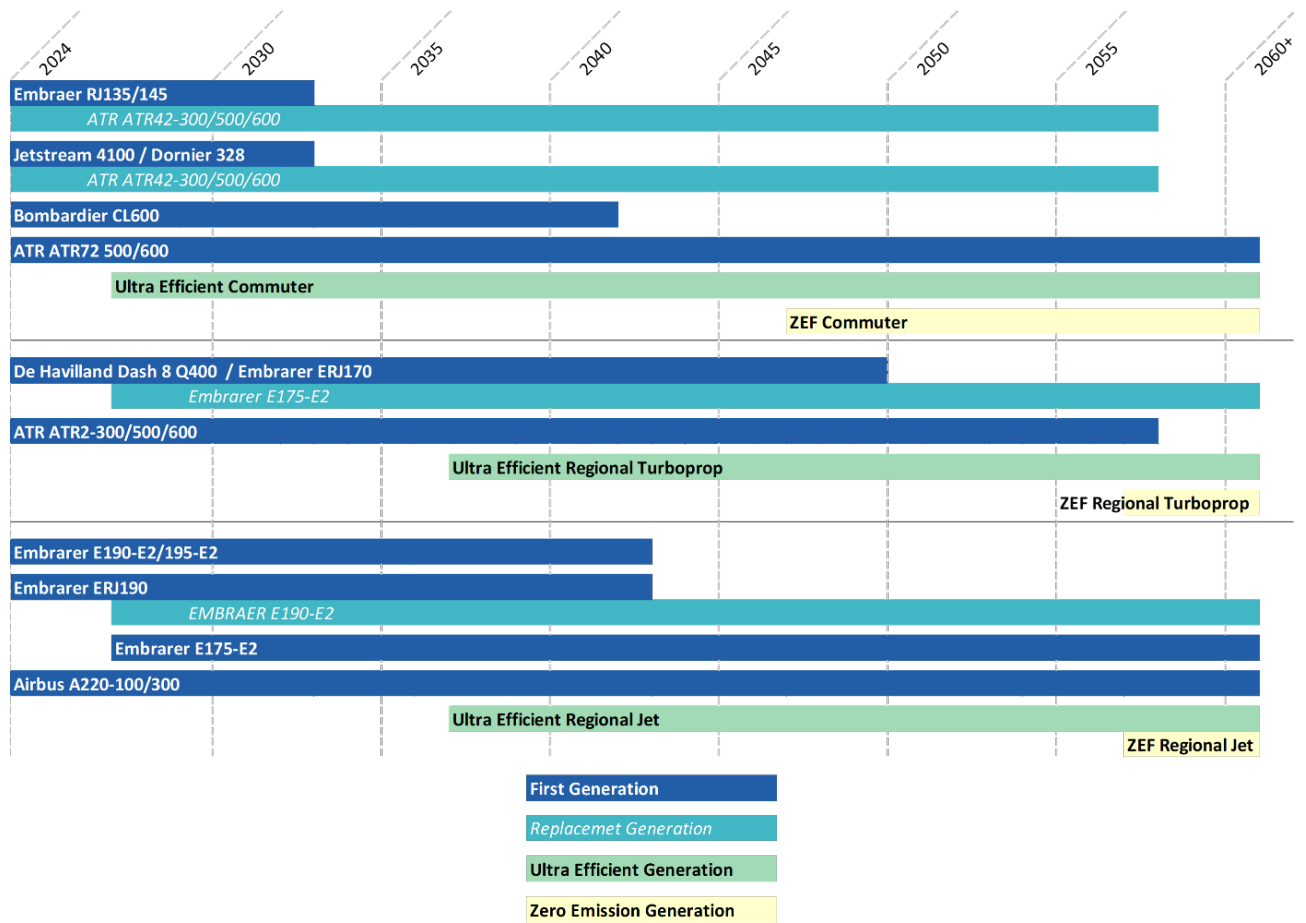 2024 2030 2035 2040 2045 2050 2055 2060+
Embraer RJ135/145
ATR ATR42-300/500/600
Jetstream 4100 / Dornier 328
ATR ATR42-300/500/600
Bombardier CL600
ATR ATR72 500/600
Ultra Efficient Commuter
ZEF Commuter
De Havilland Dash 8 Q400 / Embrarer ERJ170
Embrarer E175-E2
ATR ATR2-300/500/600
Ultra Efficient Regional Turboprop
ZEF Regional Turboprop
Embrarer E190-E2/195-E2
Embrarer ERJ190
EMBRAER E190-E2
Embrarer E175-E2
Airbus A220-100/300
Ultra Efficient Regional Jet
ZEF Regional Jet
First Generation
Replacemet Generation
Ultra Efficient Generation
Zero Emission Generation